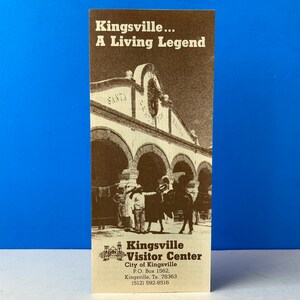 Kingsville...
A Living Legend
SANTA
Kingsville
Visitor Center
City of Kingsville
P.O. Box 1562,
Kingsville, Tx. 78363
(512) 592-8516